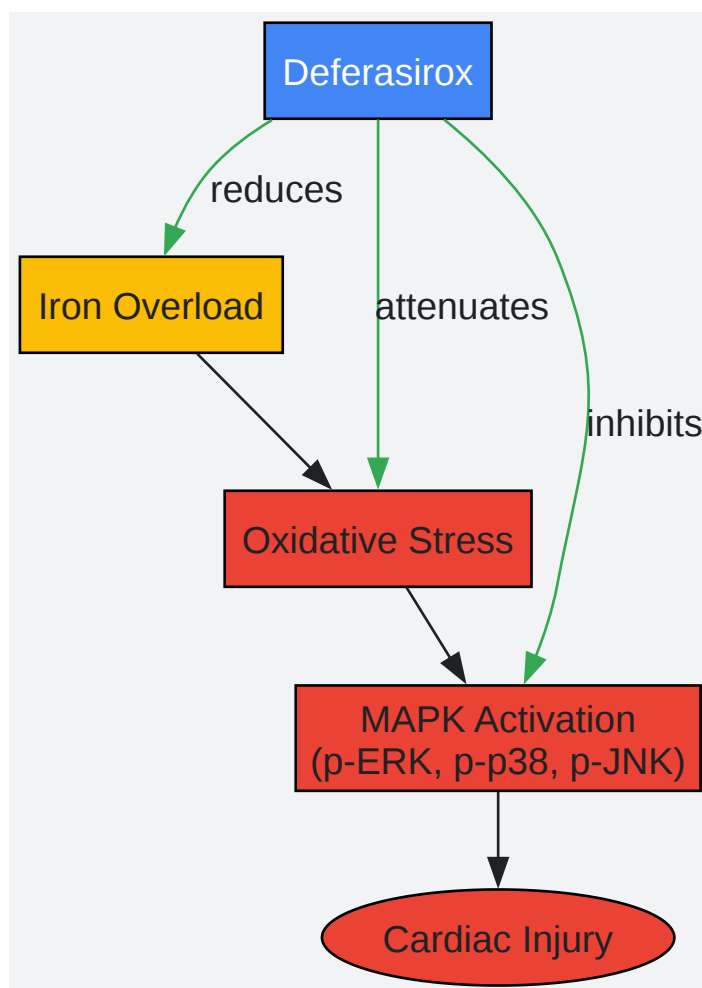 Deferasirox
reduces
Iron Overload
attenuates
inhibits
Oxidative Stress
MAPK Activation
(p-ERK, p-p38, p-JNK)
Cardiac Injury